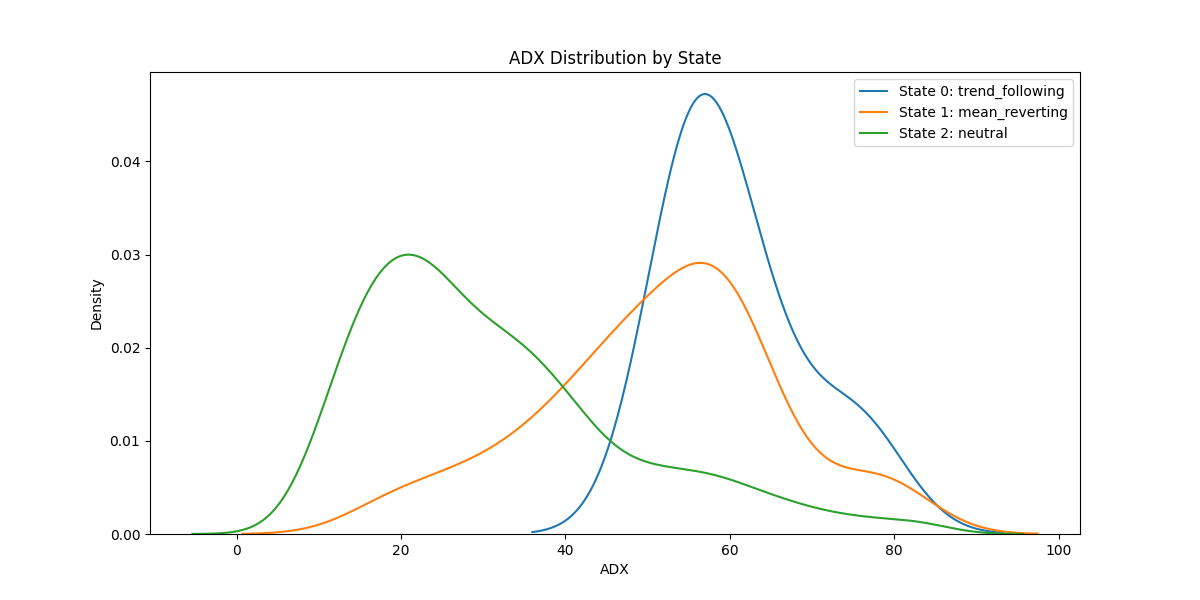 ADX Distribution by State
State 0: trend_following
State 1: mean_reverting
State 2: neutral
Density
0.04
0.03
0.02
0.01
0.00
0 20 40 60 80 100
ADX